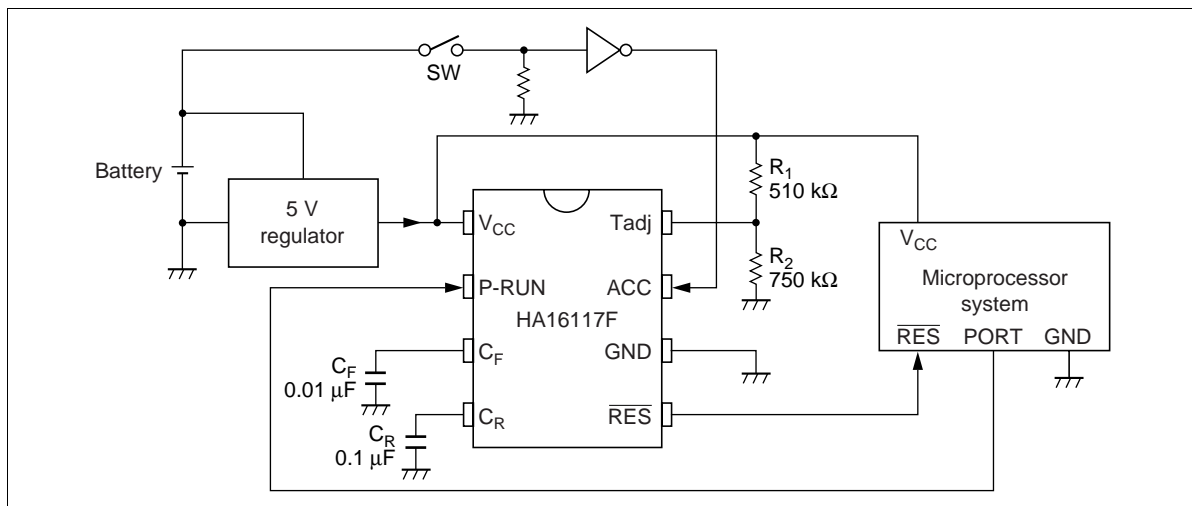 SW
Battery
5 V
regulator
R1
510 kΩ
R2
750 kΩ
VCC
Tadj
P-RUN
ACC
HA16117F
CF
GND
CR
RES
CF
0.01 μF
CR
0.1 μF
VCC
Microprocessor
system
RES PORT GND